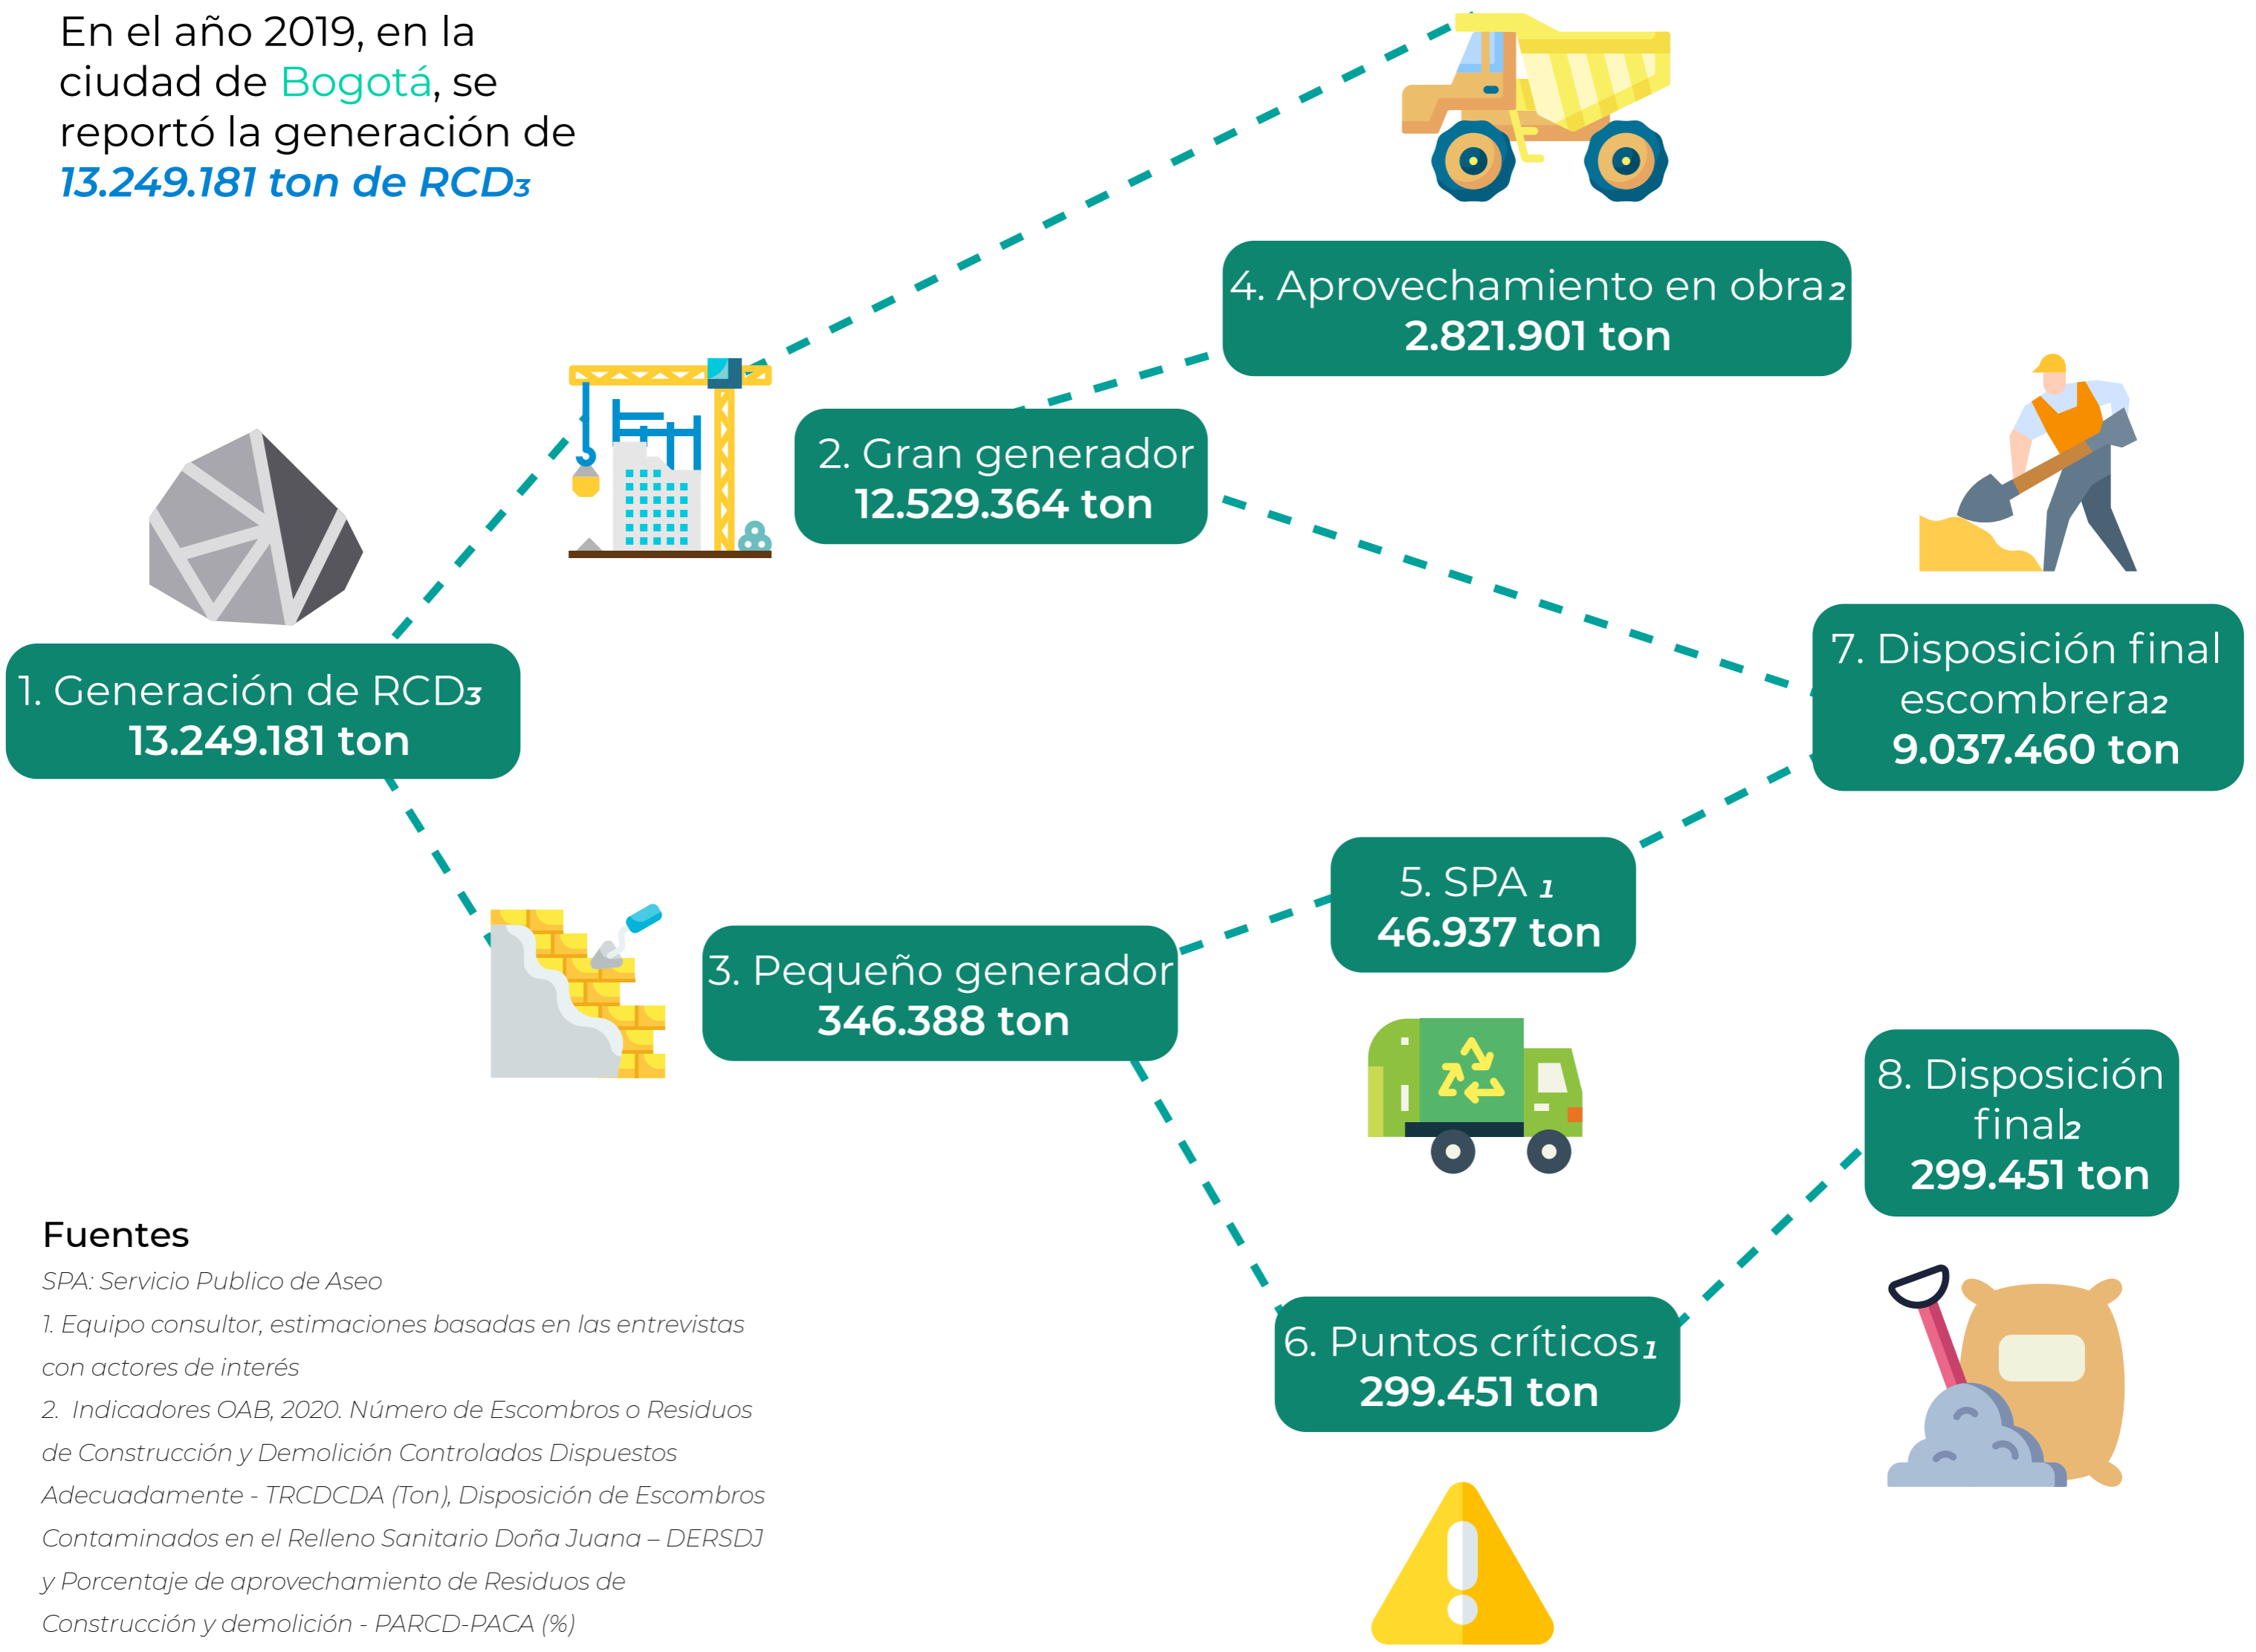 En el año 2019, en la
ciudad de Bogotá, se
reportó la generación de
13.249.181 ton de RCD3
4. Aprovechamiento en obra2
2.821.901 ton
2. Gran generador
12.529.364 ton
7. Disposición final
escombrera2
9.037.460 ton
1. Generación de RCD3
13.249.181 ton
5. SPA 1
46.937 ton
3. Pequeño generador
346.388 ton
8. Disposición
final2
299.451 ton
6. Puntos críticos1
299.451 ton
Fuentes
SPA: Servicio Publico de Aseo
1. Equipo consultor, estimaciones basadas en las entrevistas
con actores de interés
2. Indicadores OAB, 2020. Número de Escombros o Residuos
de Construcción y Demolición Controlados Dispuestos
Adecuadamente - TRCDCDA (Ton), Disposición de Escombros
Contaminados en el Relleno Sanitario Doña Juana – DERSDJ
y Porcentaje de aprovechamiento de Residuos de
Construcción y demolición - PARCD-PACA (%)